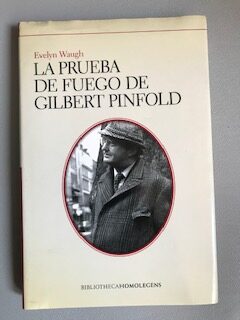 Evelyn Waugh
LA PRUEBA
DE FUEGO DE
GILBERT PINFOLD
BIBLIOTHECAHOMOLEGENS